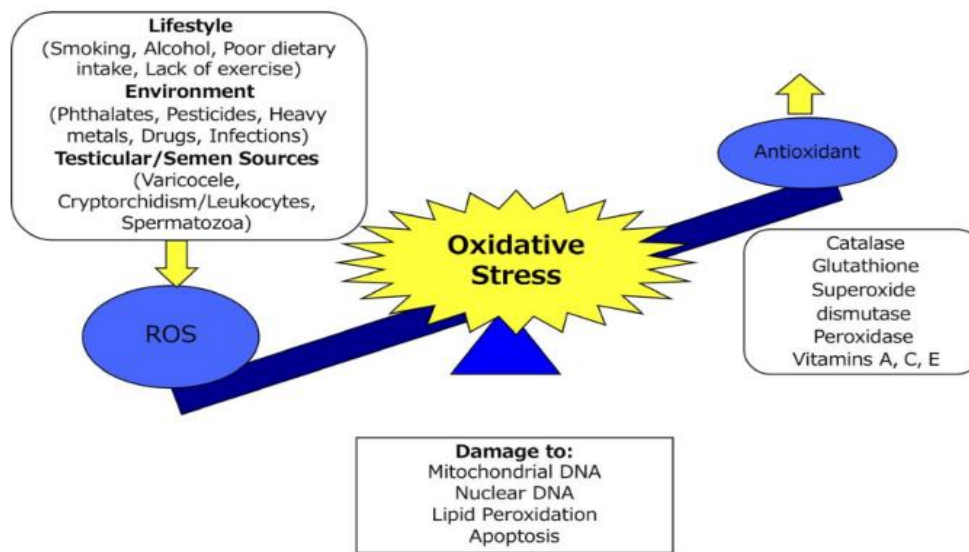 Lifestyle
(Smoking, Alcohol, Poor dietary
intake, Lack of exercise)
Environment
(Phthalates, Pesticides, Heavy
metals, Drugs, Infections)
Testicular/Semen Sources
(Varicocele,
Cryptorchidism/Leukocytes,
Spermatozoa)
ROS
Oxidative
Stress
Antioxidant
Catalase
Glutathione
Superoxide
dismutase
Peroxidase
Vitamins A, C, E
Damage to:
Mitochondrial DNA
Nuclear DNA
Lipid Peroxidation
Apoptosis